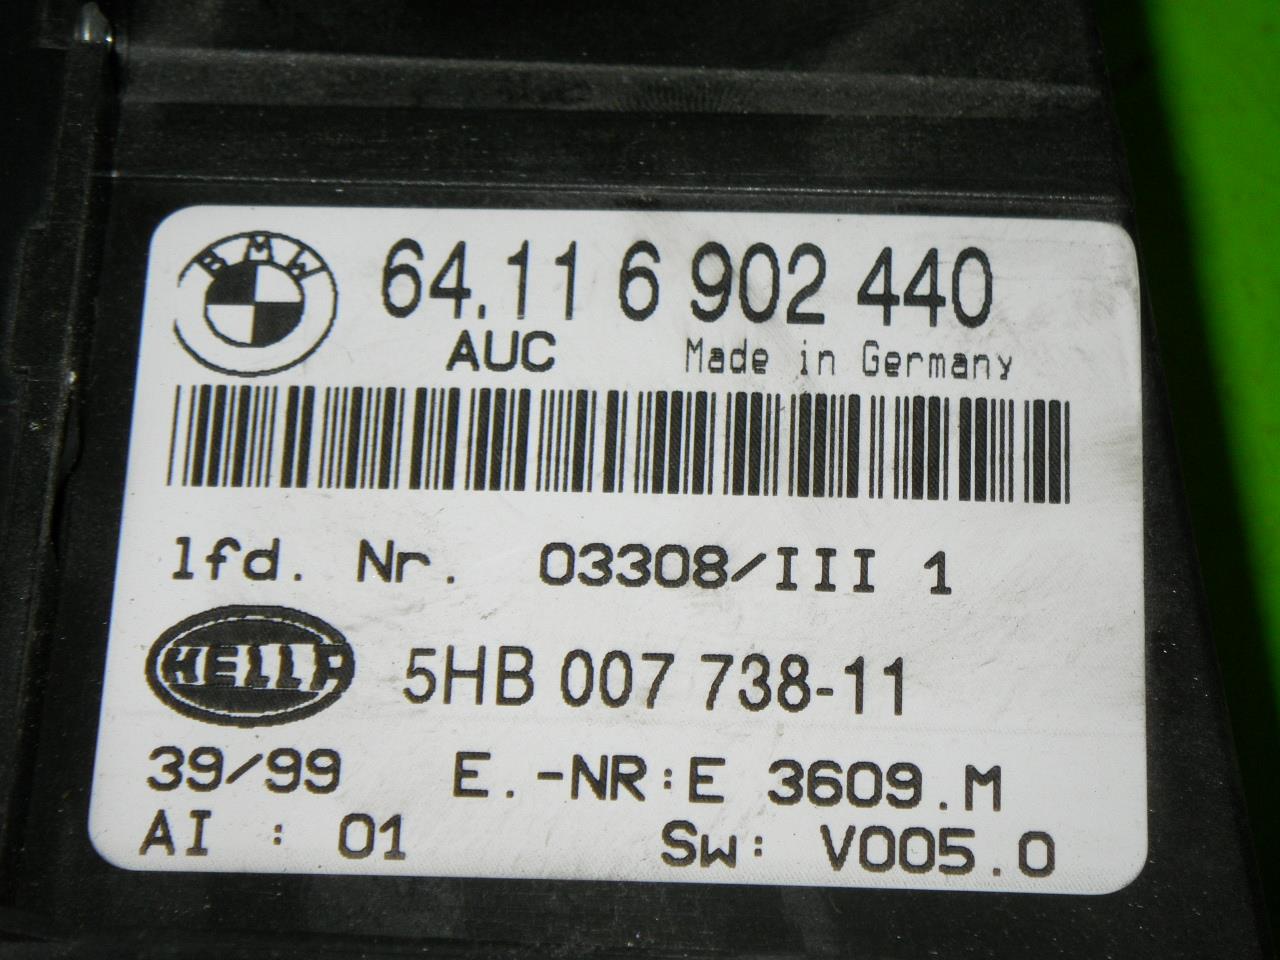 BMW
64.11 6 902 440
AUC Made in Germany
lfd. Nr. 03308/III 1
HELLA 5HB 007 738-11
39/99 E.-NR:E 3609.M
AI : 01 Sw: V005.0